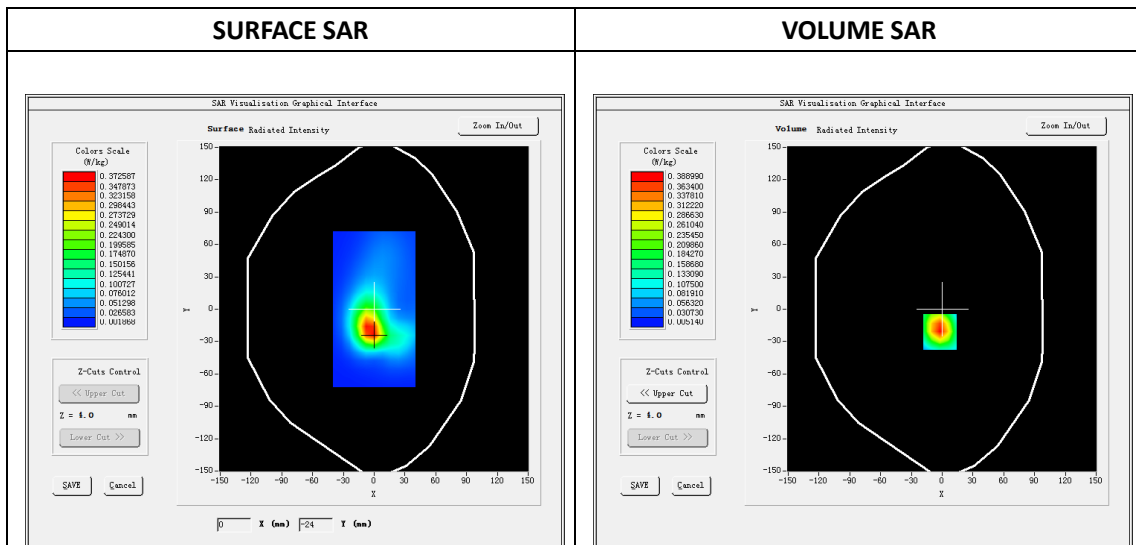 SURFACE SAR
VOLUME SAR
SAR Visualisation Graphical Interface
Surface Radiated Intensity
Zoom In/Out
Colors Scale
(W/kg)
0.372587
0.347873
0.323158
0.298443
0.273729
0.249014
0.224300
0.199585
0.174870
0.150156
0.125441
0.100727
0.076012
0.051298
0.026583
0.001868
150
120
90
60
30
0
-30
-60
-90
-120
-150
Y
-150 -120 -90 -60 -30 0 30 60 90 120 150
X
Z-Cuts Control
<< Upper Cut
Z = 4.0 mm
Lower Cut >>
SAVE Cancel
0 X (mm) -24 Y (mm)
SAR Visualisation Graphical Interface
Volume Radiated Intensity
Zoom In/Out
Colors Scale
(W/kg)
0.388990
0.363400
0.337810
0.312220
0.286630
0.261040
0.235450
0.209860
0.184270
0.158680
0.133090
0.107500
0.081910
0.056320
0.030730
0.005140
150
120
90
60
30
0
-30
-60
-90
-120
-150
Y
-150 -120 -90 -60 -30 0 30 60 90 120 150
X
Z-Cuts Control
<< Upper Cut
Z = 4.0 mm
Lower Cut >>
SAVE Cancel